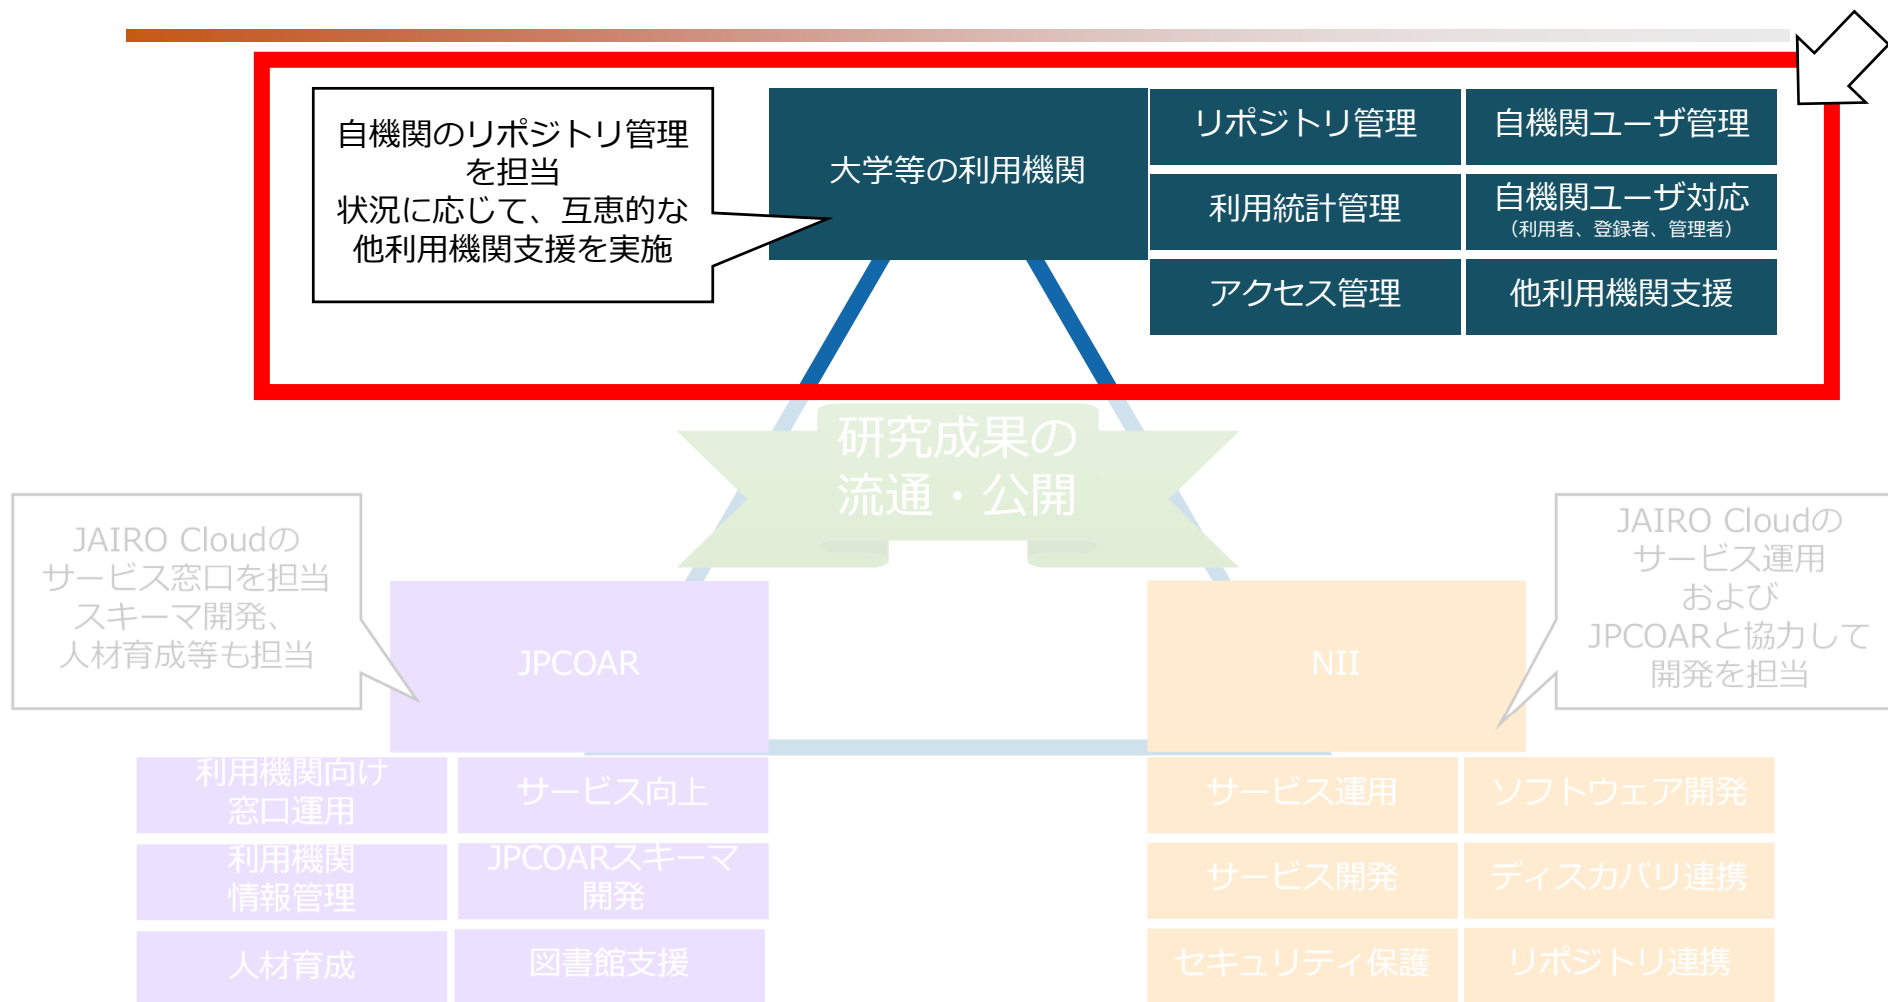 自機関のリポジトリ管理
を担当
状況に応じて、互恵的な
他利用機関支援を実施
大学等の利用機関
リポジトリ管理
自機関ユーザ管理
利用統計管理
自機関ユーザ対応
（利用者、登録者、管理者）
アクセス管理
他利用機関支援
研究成果の
流通・公開
JAIRO Cloudの
サービス窓口を担当
スキーマ開発、
人材育成等も担当
JPCOAR
NII
JAIRO Cloudの
サービス運用
および
JPCOARと協力して
開発を担当
利用機関向け
窓口運用
サービス向上
利用機関
情報管理
JPCOARスキーマ
開発
人材育成
図書館支援
サービス運用
ソフトウェア開発
サービス開発
ディスカバリ連携
セキュリティ保護
リポジトリ連携